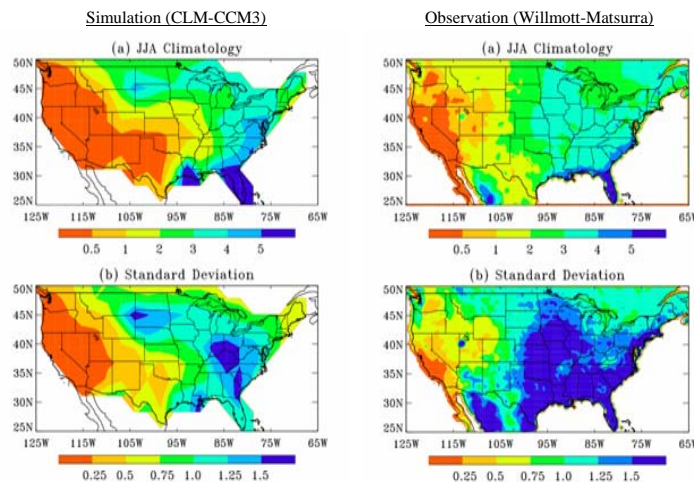 Simulation (CLM-CCM3)
Observation (Willmott-Matsurra)
(a) JJA Climatology
50N
45N
40N
35N
30N
25N
125W 115W 105W 95W 85W 75W 65W
0.5 1 2 3 4 5
(a) JJA Climatology
50N
45N
40N
35N
30N
25N
125W 115W 105W 95W 85W 75W 65W
0.5 1 2 3 4 5
(b) Standard Deviation
50N
45N
40N
35N
30N
25N
125W 115W 105W 95W 85W 75W 65W
0.25 0.5 0.75 1.0 1.25 1.5
(b) Standard Deviation
50N
45N
40N
35N
30N
25N
125W 115W 105W 95W 85W 75W 65W
0.25 0.5 0.75 1.0 1.25 1.5